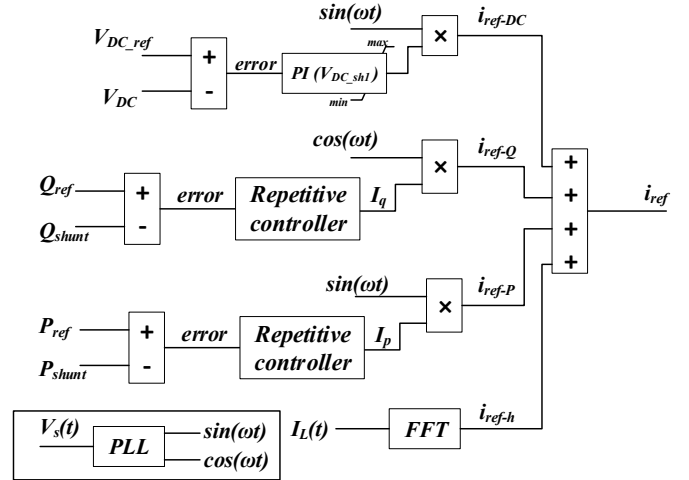 sin(ωt)
i_ref-DC
V_DC_ref
+
-
error
PI (V_DC_sh1)
max
min
×
V_DC
cos(ωt)
i_ref-Q
Q_ref
+
-
error
Repetitive
controller
I_q
×
Q_shunt
+
+
+
+
i_ref
sin(ωt)
i_ref-P
P_ref
+
-
error
Repetitive
controller
I_p
×
P_shunt
V_s(t)
PLL
sin(ωt)
cos(ωt)
I_L(t)
FFT
i_ref-h